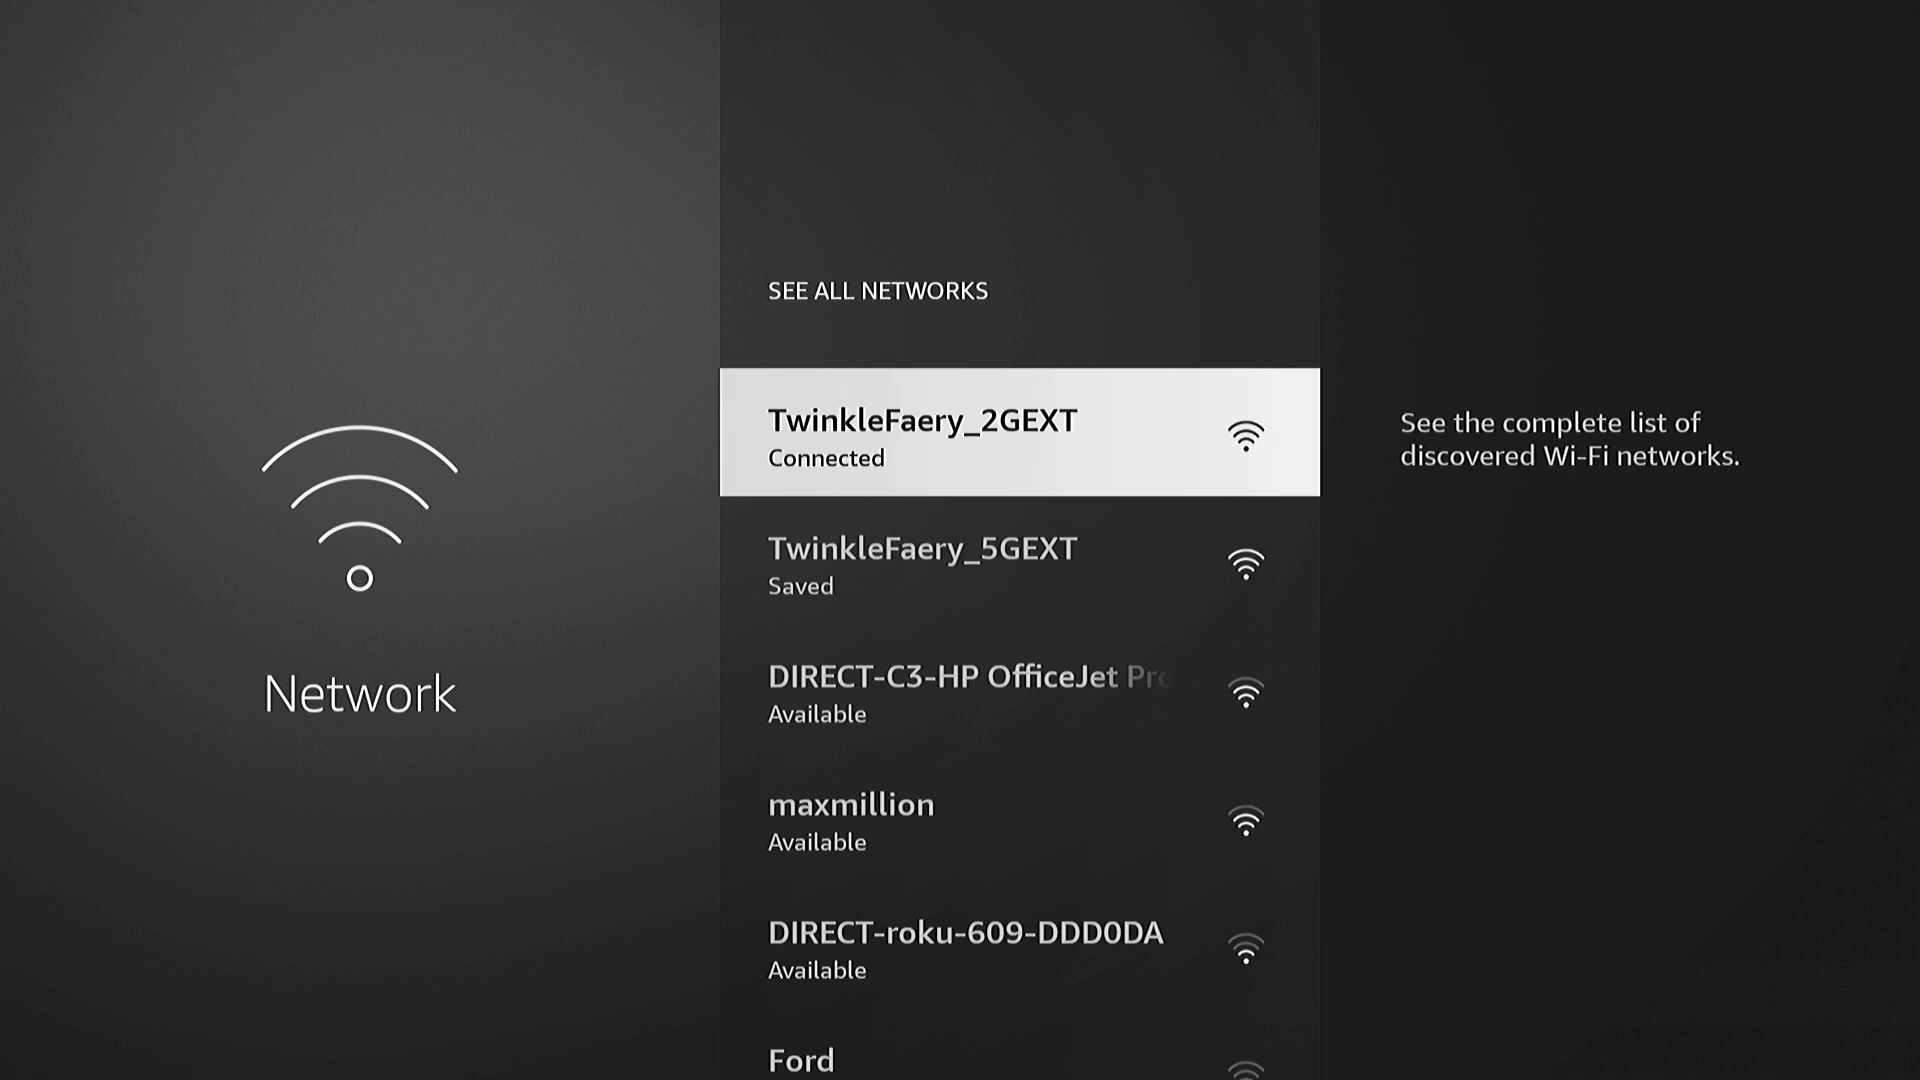 SEE ALL NETWORKS
TwinkleFaery_2GEXT
Connected
See the complete list of
discovered Wi-Fi networks.
TwinkleFaery_5GEXT
Saved
Network
DIRECT-C3-HP OfficeJet Pro
Available
maxmillion
Available
DIRECT-roku-609-DDD0DA
Available
Ford